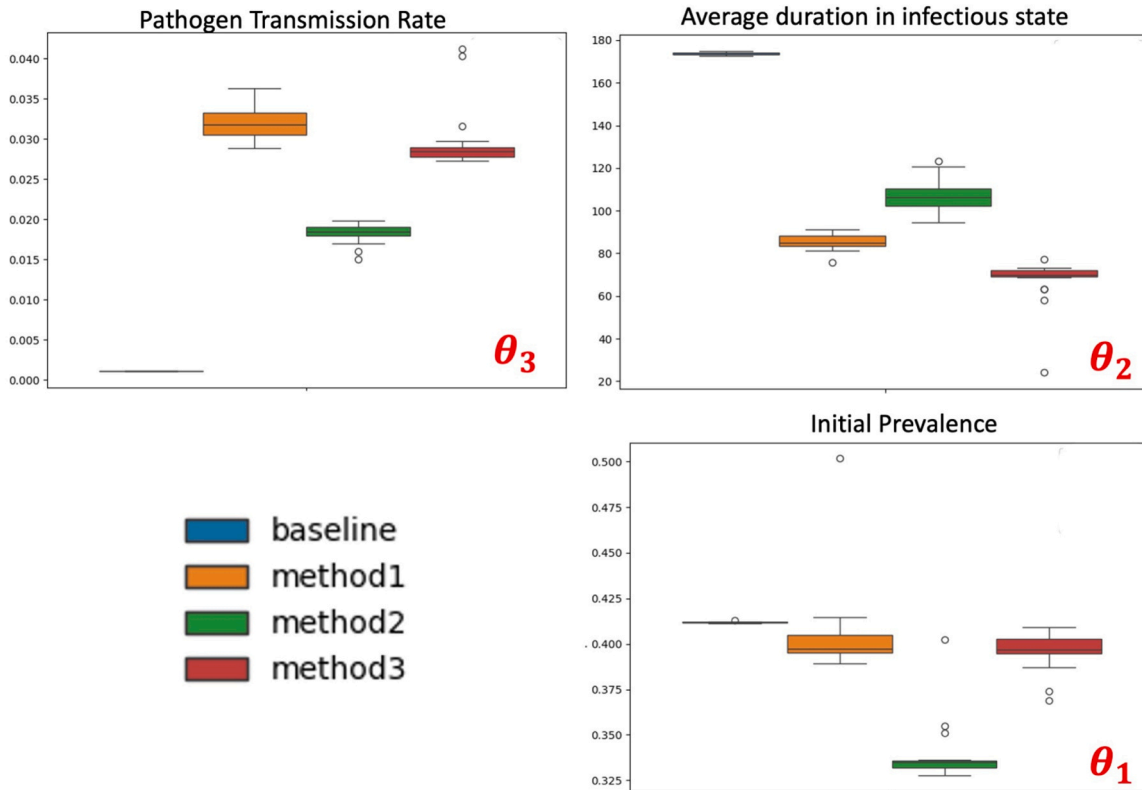 Pathogen Transmission Rate
0.040
0.035
0.030
0.025
0.020
0.015
0.010
0.005
0.000
θ3
Average duration in infectious state
180
160
140
120
100
80
60
40
20
θ2
baseline
method1
method2
method3
Initial Prevalence
0.500
0.475
0.450
0.425
0.400
0.375
0.350
0.325
θ1